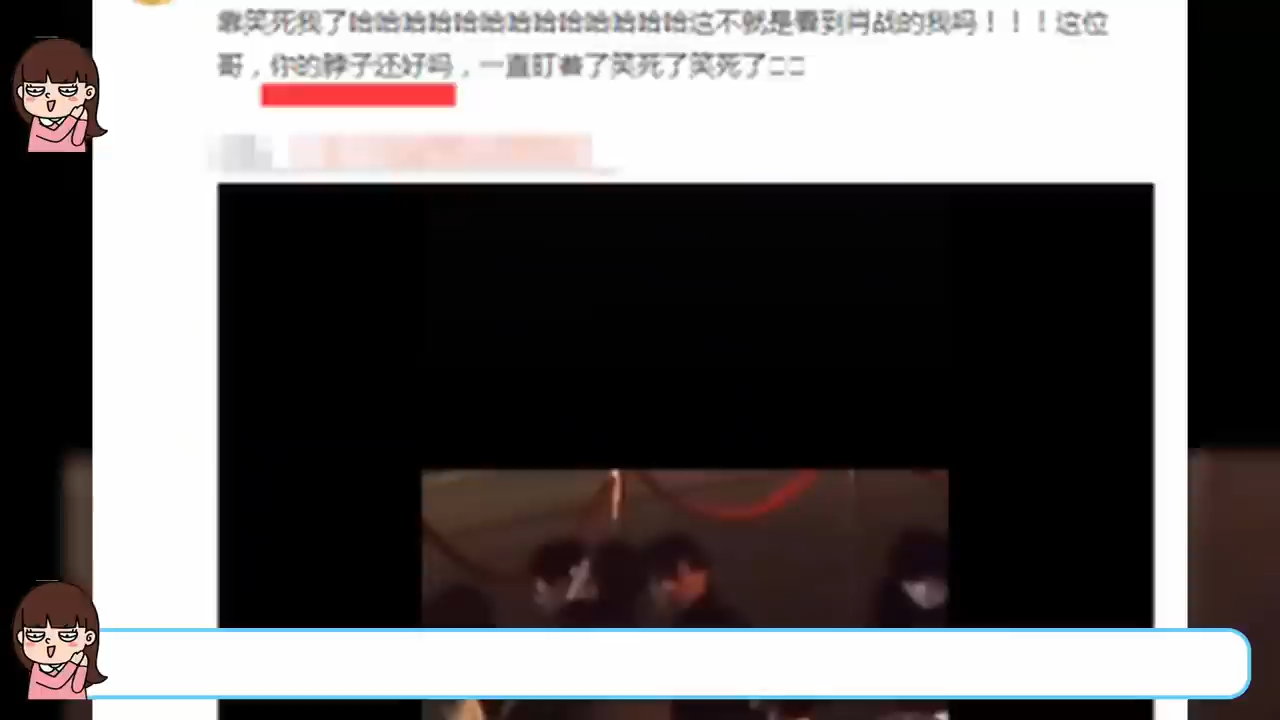 靠笑死我了哈哈哈哈哈哈哈哈哈哈哈哈哈这不就是看到肖战的我吗！！！这位
哥，你的脖子还好吗，一直盯着了笑死了笑死了□□